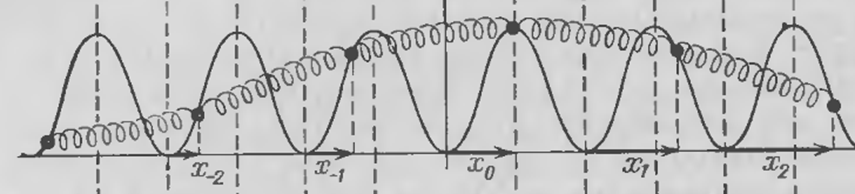 x₋₂ x₋₁ x₀ x₁ x₂